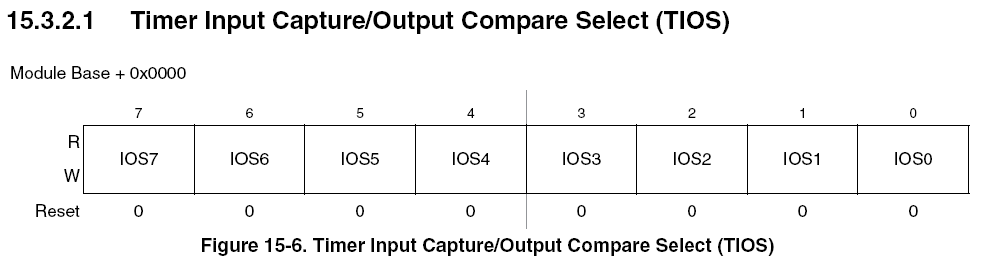 15.3.2.1 Timer Input Capture/Output Compare Select (TIOS)
Module Base + 0x0000
7 6 5 4 3 2 1 0
R
IOS7 IOS6 IOS5 IOS4 IOS3 IOS2 IOS1 IOS0
W
Reset 0 0 0 0 0 0 0 0
Figure 15-6. Timer Input Capture/Output Compare Select (TIOS)